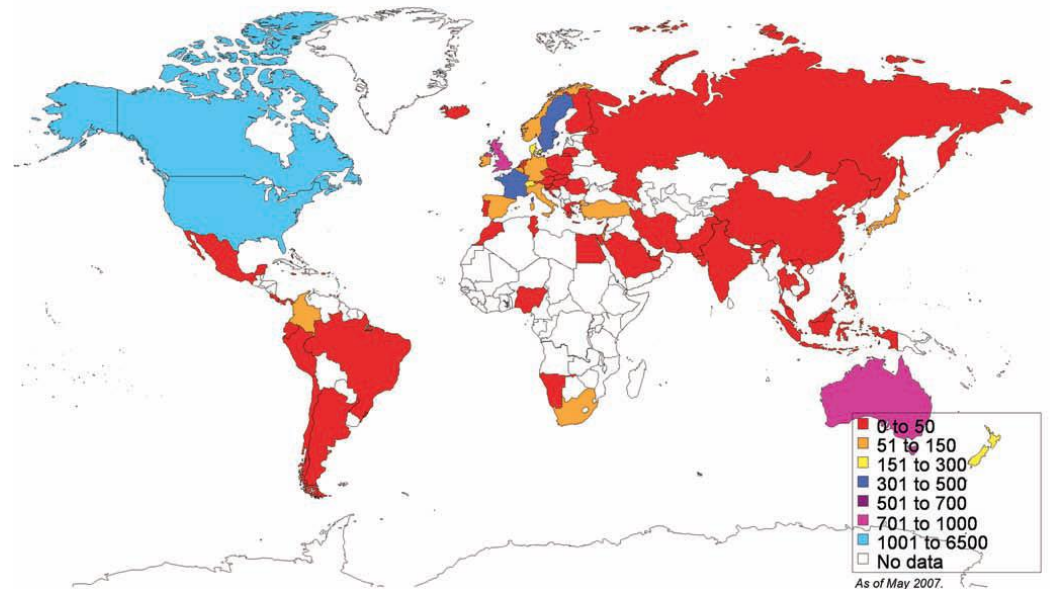 0 to 50
51 to 150
151 to 300
301 to 500
501 to 700
701 to 1000
1001 to 6500
No data
As of May 2007.